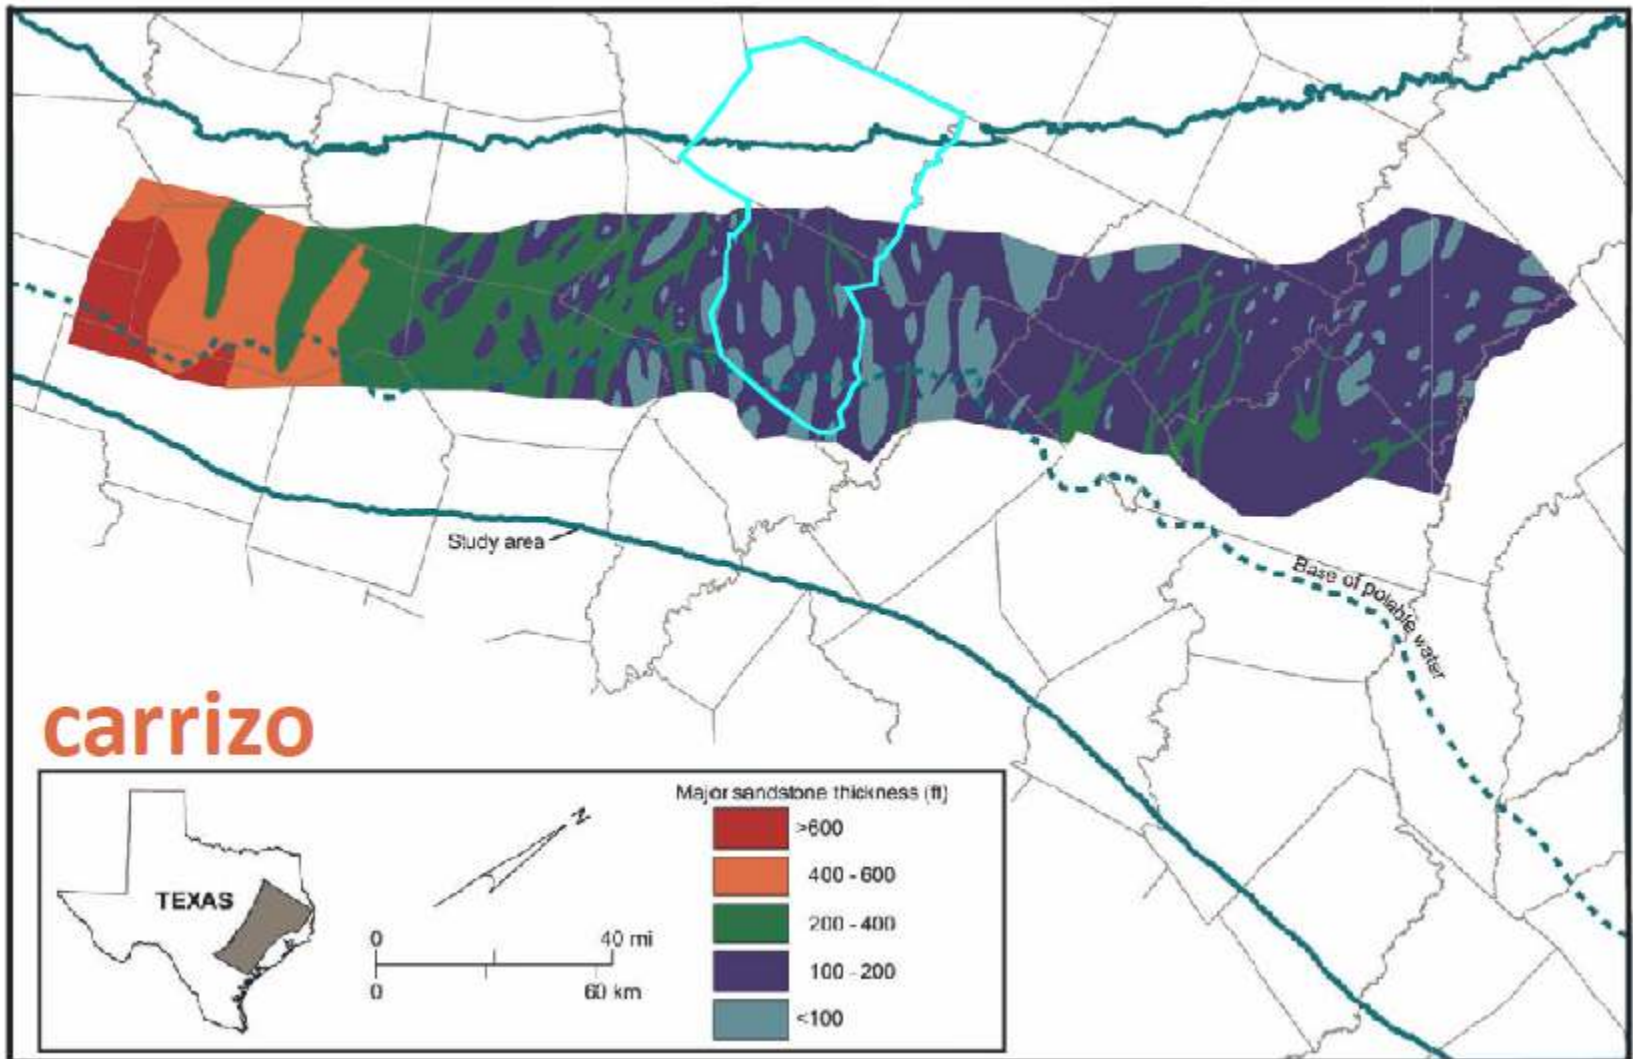 Study area
Base of potable water
carrizo
TEXAS
N
0
40 mi
0
60 km
Major sandstone thickness (ft)
>600
400 - 600
200 - 400
100 - 200
<100